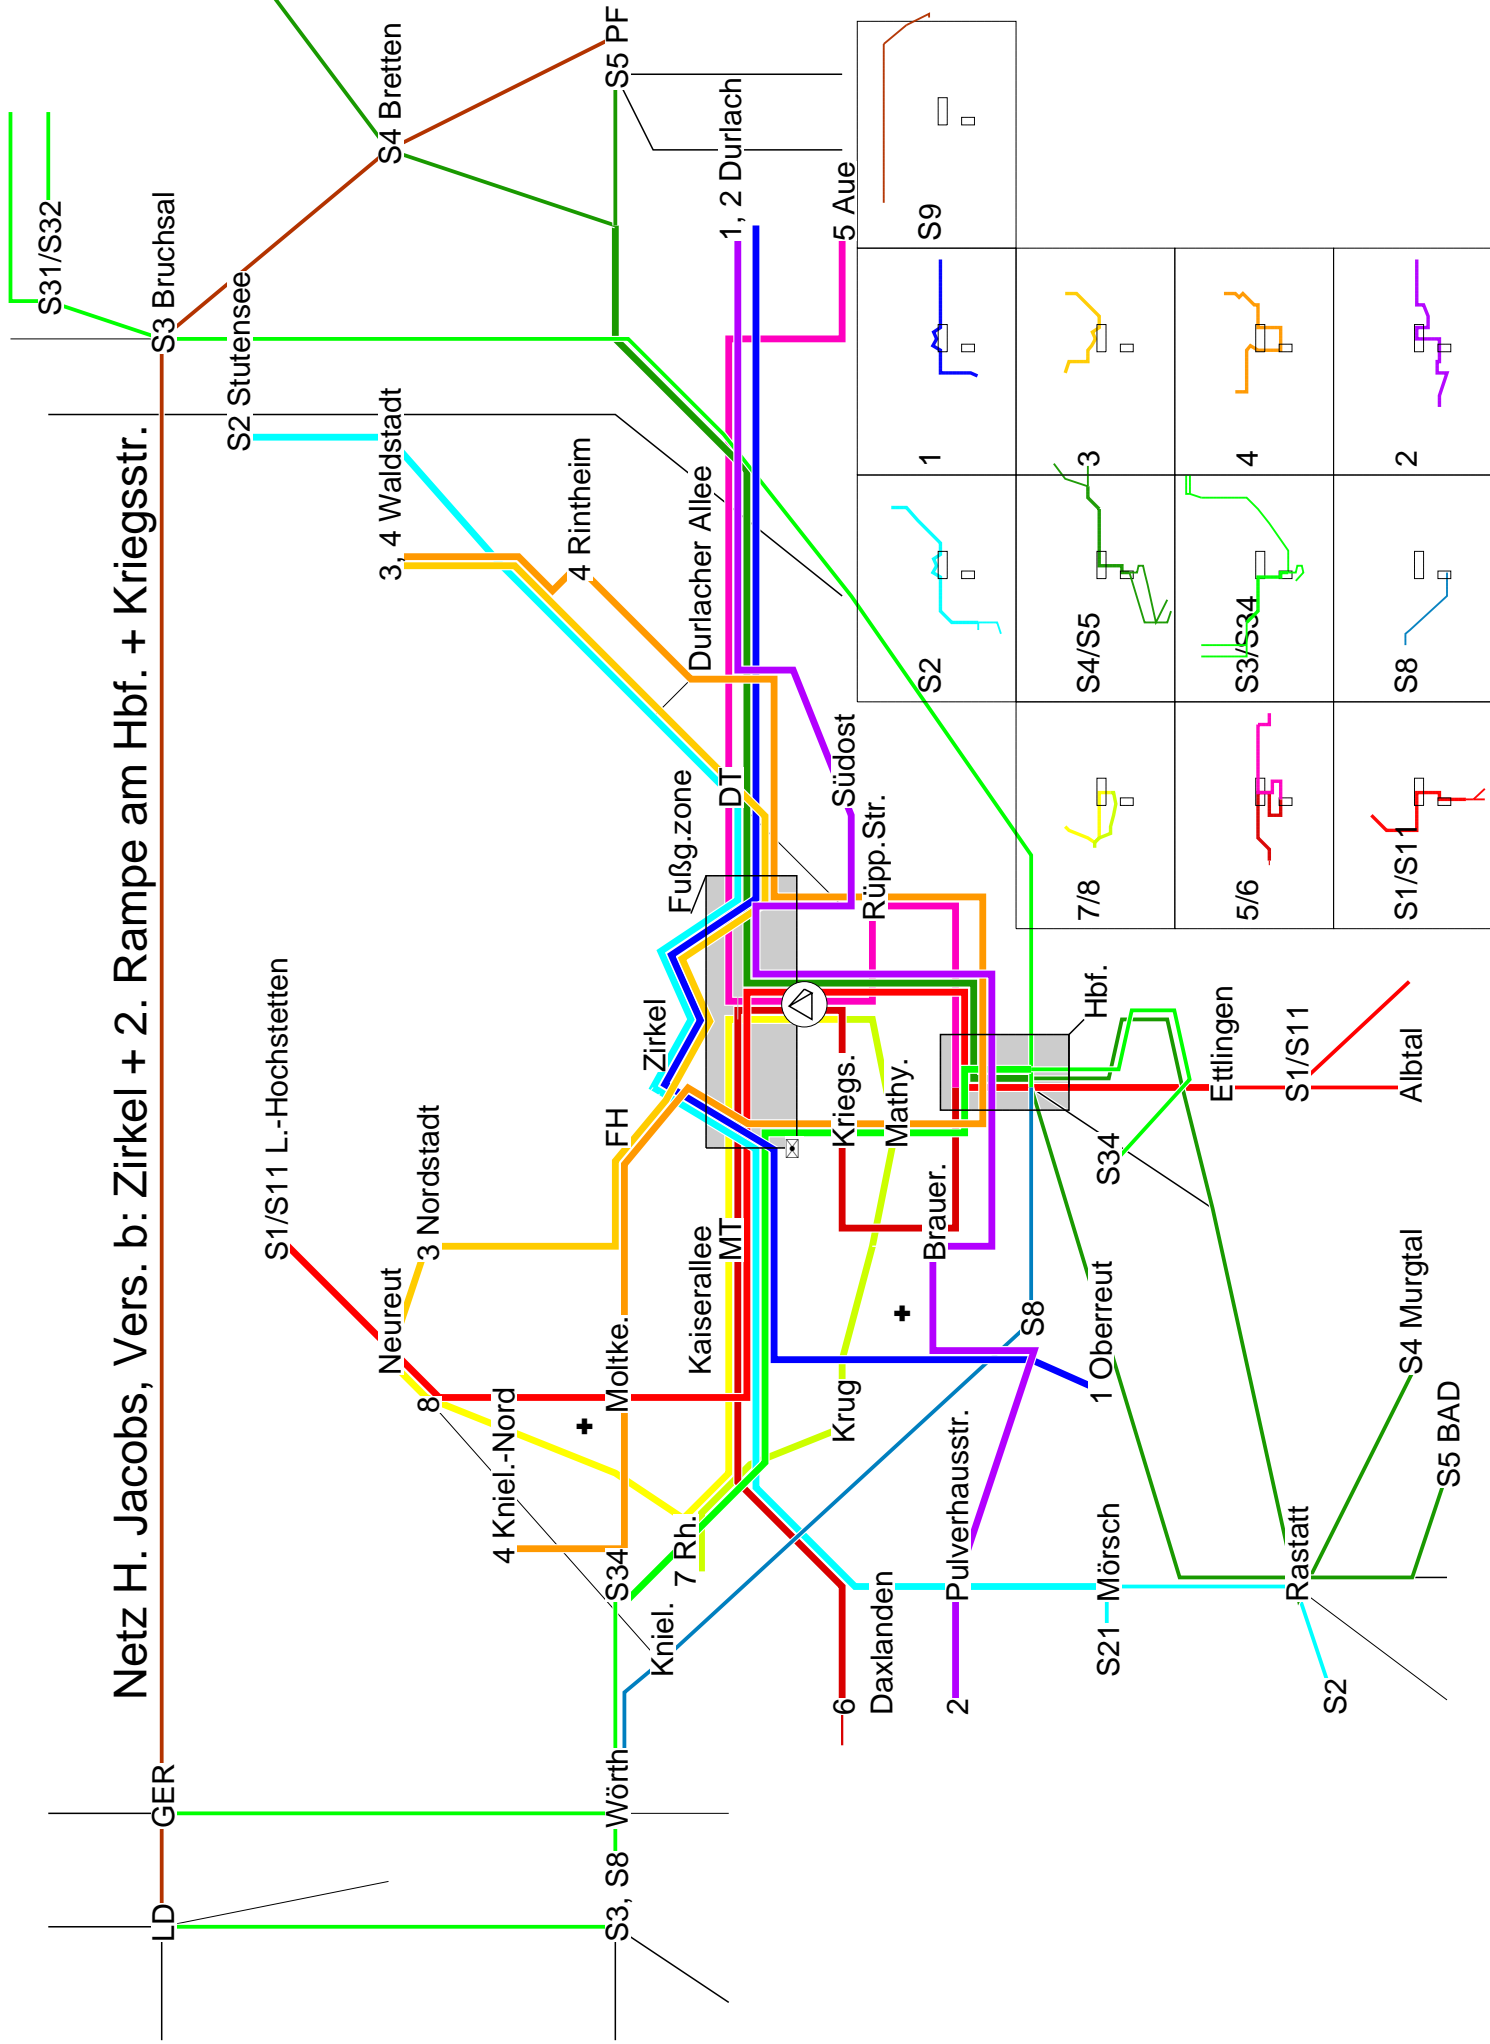 Netz H. Jacobs, Vers. b: Zirkel + 2. Rampe am Hbf. + Kriegsstr.
LD
GER
S3 Bruchsal
S31/S32
S2 Stutensee
S1/S11 L.-Hochstetten
Neureut
3 Nordstadt
8
3, 4 Waldstadt
S4 Bretten
4 Kniel.-Nord
4 Rintheim
S3, S8
Wörth
S34
Moltke.
FH
S5 PF
Kniel.
Zirkel
7 Rh.
Kaiserallee
Fußg.zone
Durlacher Allee
MT
DT
1, 2 Durlach
6
Krug
Kriegs.
Südost
5 Aue
Daxlanden
Mathy.
Rüpp.Str.
2
Pulverhausstr.
Brauer.
S8
Hbf.
1 Oberreut
S21
Mörsch
S34
Ettlingen
Rastatt
S1/S11
S2
S4 Murgtal
Albtal
S5 BAD
S2
1
S9
7/8
S4/S5
3
5/6
S3/S34
4
S1/S11
S8
2